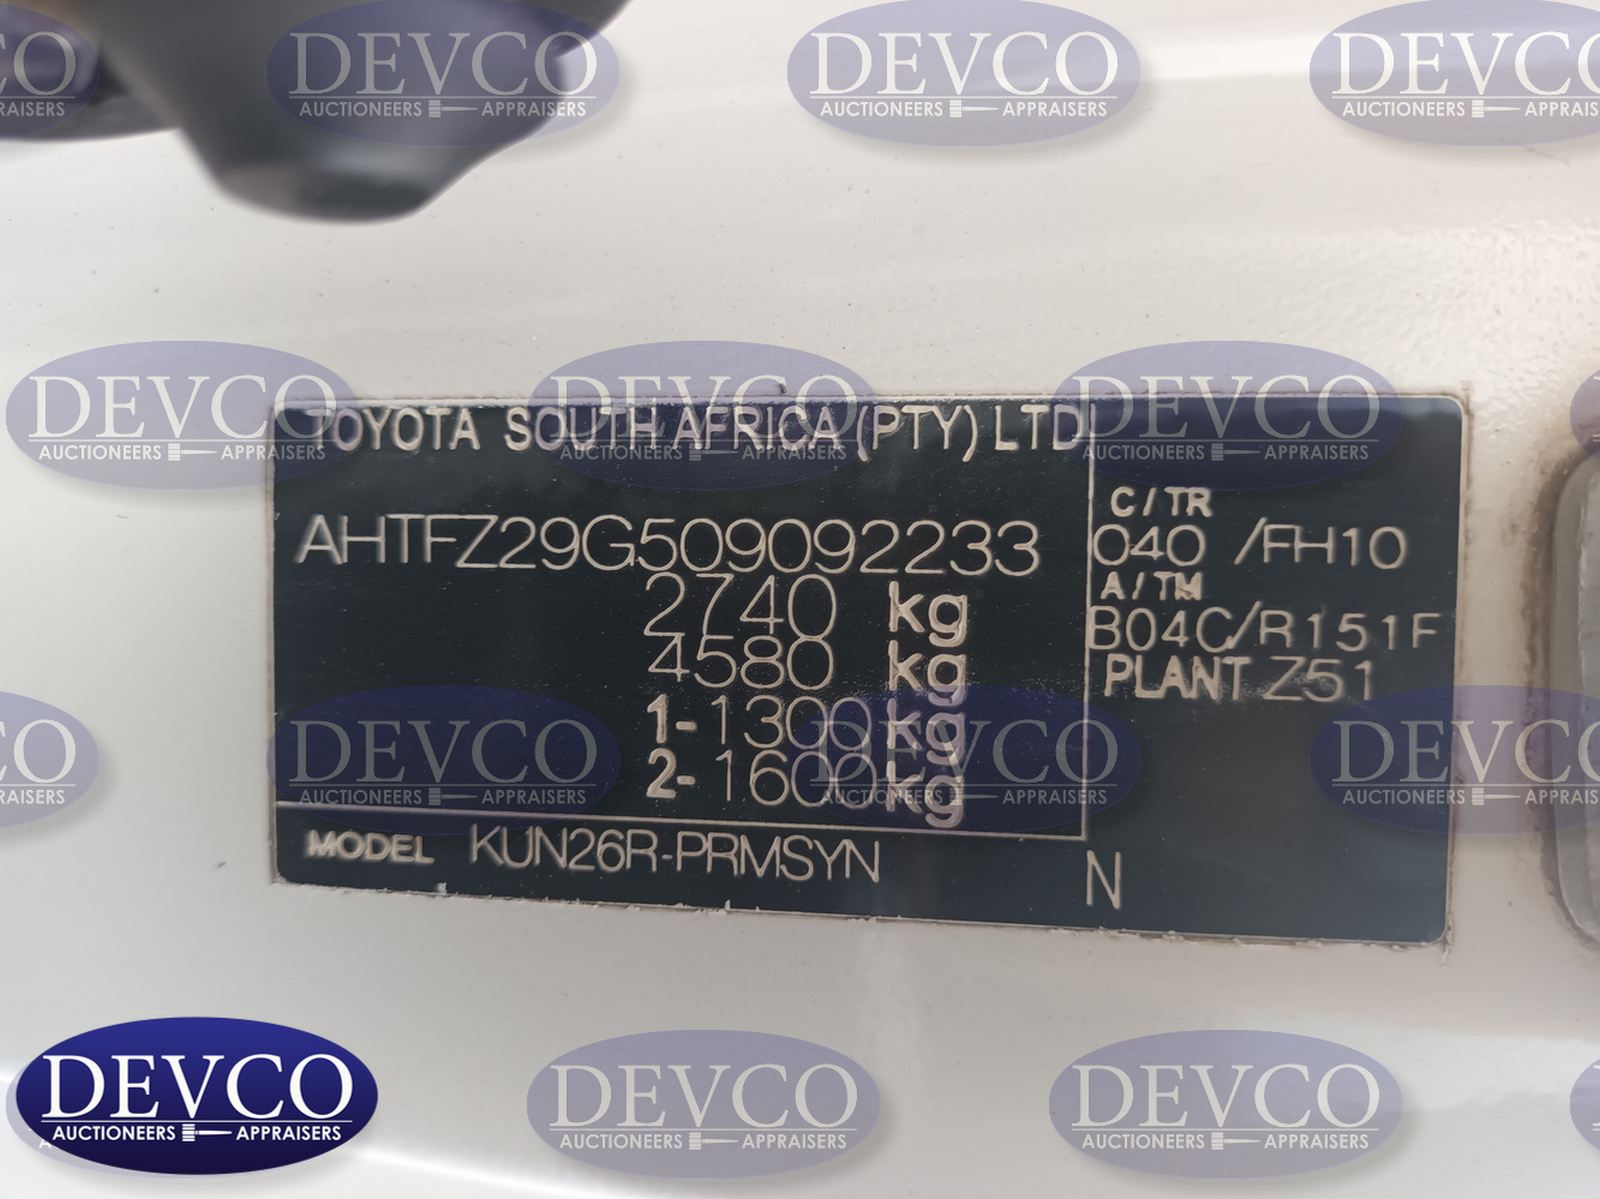 TOYOTA SOUTH AFRICA (PTY) LTD
AHTFZ29G509092233
2740 kg
4580 kg
1-1300 kg
2-1600 kg
MODEL KUN26R-PRMSYN
C/TR
040 /FH10
A/TM
B04C/R151F
PLANT Z51
N
DEVCO
AUCTIONEERS APPRAISERS